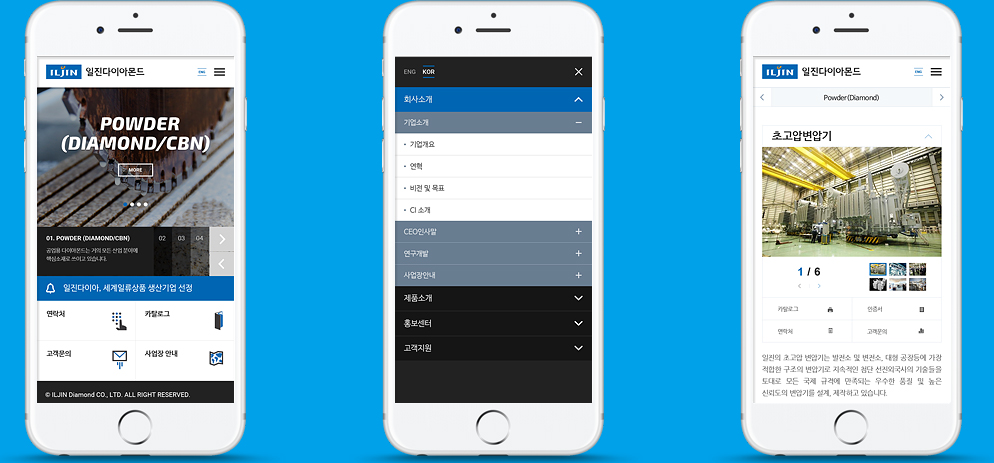 ILJIN 일진다이아몬드
ENG
POWDER
(DIAMOND/CBN)
MORE
01. POWDER (DIAMOND/CBN)
02
03
04
공업용 다이아몬드는 거의 모든 산업 분야에
핵심소재로 쓰이고 있습니다.
일진다이아, 세계일류상품 생산기업 선정
연락처
카탈로그
고객문의
사업장 안내
© ILJIN Diamond CO., LTD. ALL RIGHT RESERVED.
ENG KOR
회사소개
기업소개
• 기업개요
• 연혁
• 비전 및 목표
• CI 소개
CEO인사말
연구개발
사업장안내
제품소개
홍보센터
고객지원
ILJIN 일진다이아몬드
ENG
Powder(Diamond)
초고압변압기
1 / 6
카탈로그
인증서
연락처
고객문의
일진의 초고압 변압기는 발전소 및 변전소, 대형 공장등에 가장
적합한 구조의 변압기로 지속적인 첨단 선진외국사의 기술들을
토대로 모든 국제 규격에 만족되는 우수한 품질 및 높은
신뢰도의 변압기를 설계, 제작하고 있습니다.